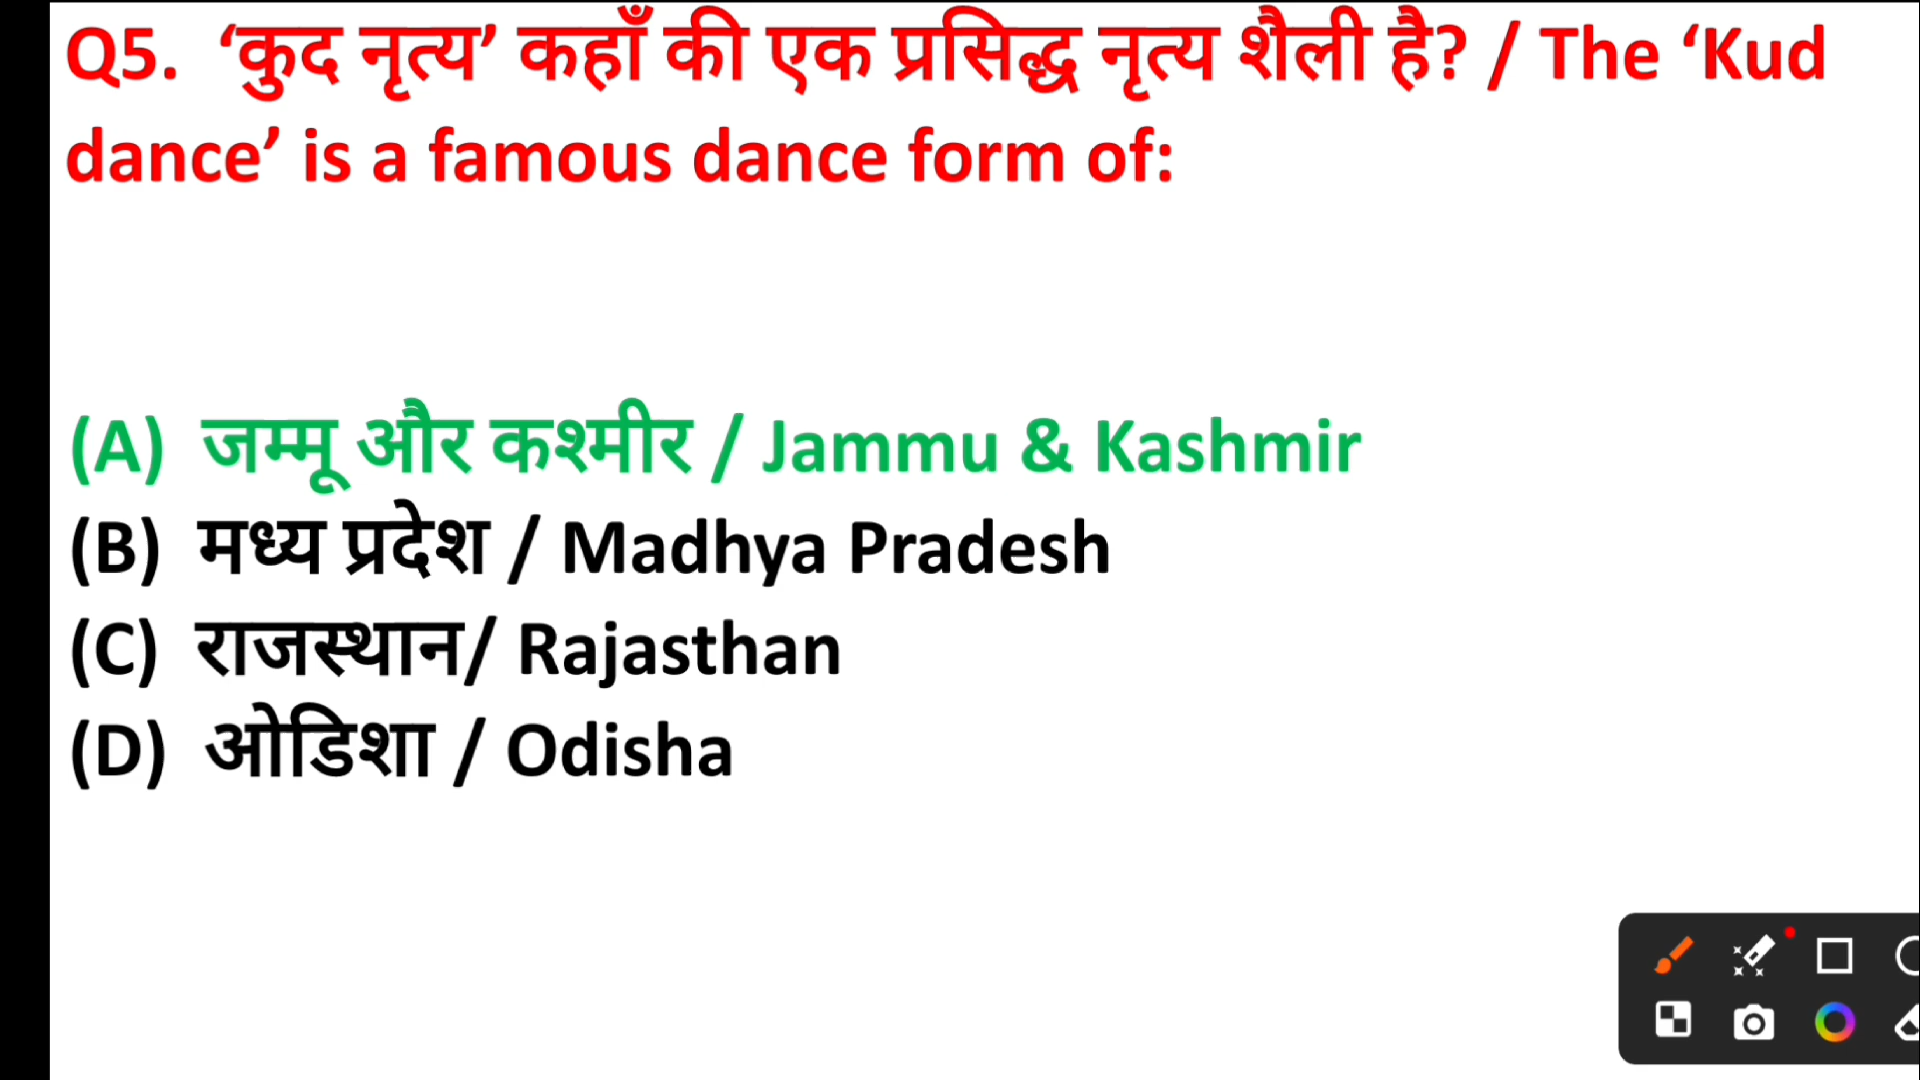 Q5. ‘कुद नृत्य’ कहाँ की एक प्रसिद्ध नृत्य शैली है? / The ‘Kud
dance’ is a famous dance form of:
(A) जम्मू और कश्मीर / Jammu & Kashmir
(B) मध्य प्रदेश / Madhya Pradesh
(C) राजस्थान/ Rajasthan
(D) ओडिशा / Odisha